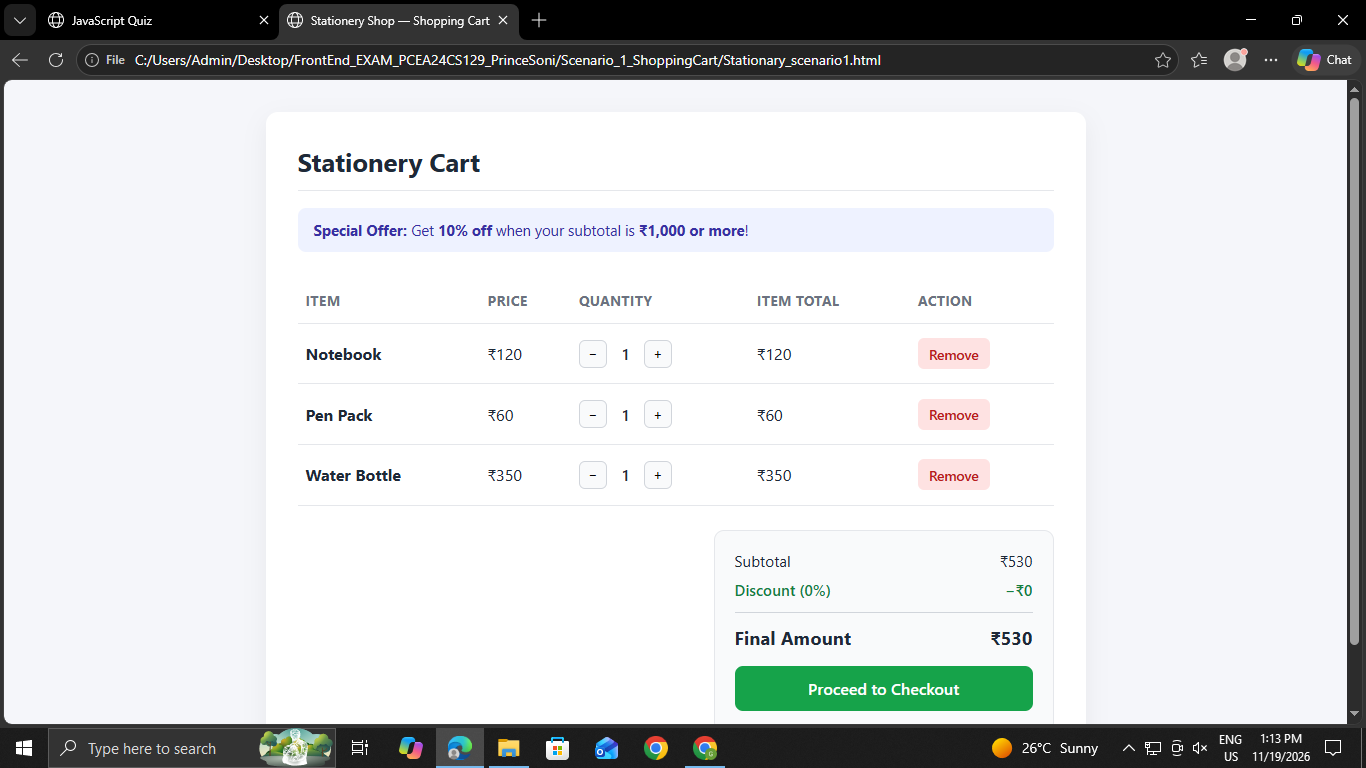 JavaScript Quiz
Stationery Shop — Shopping Cart
File C:/Users/Admin/Desktop/FrontEnd_EXAM_PCEA24CS129_PrinceSoni/Scenario_1_ShoppingCart/Stationary_scenario1.html
Chat
Stationery Cart
Special Offer: Get 10% off when your subtotal is ₹1,000 or more!
ITEM PRICE QUANTITY ITEM TOTAL ACTION
Notebook ₹120 − 1 + ₹120 Remove
Pen Pack ₹60 − 1 + ₹60 Remove
Water Bottle ₹350 − 1 + ₹350 Remove
Subtotal ₹530
Discount (0%) −₹0
Final Amount ₹530
Proceed to Checkout
Type here to search
26°C Sunny
ENG
US
1:13 PM
11/19/2026